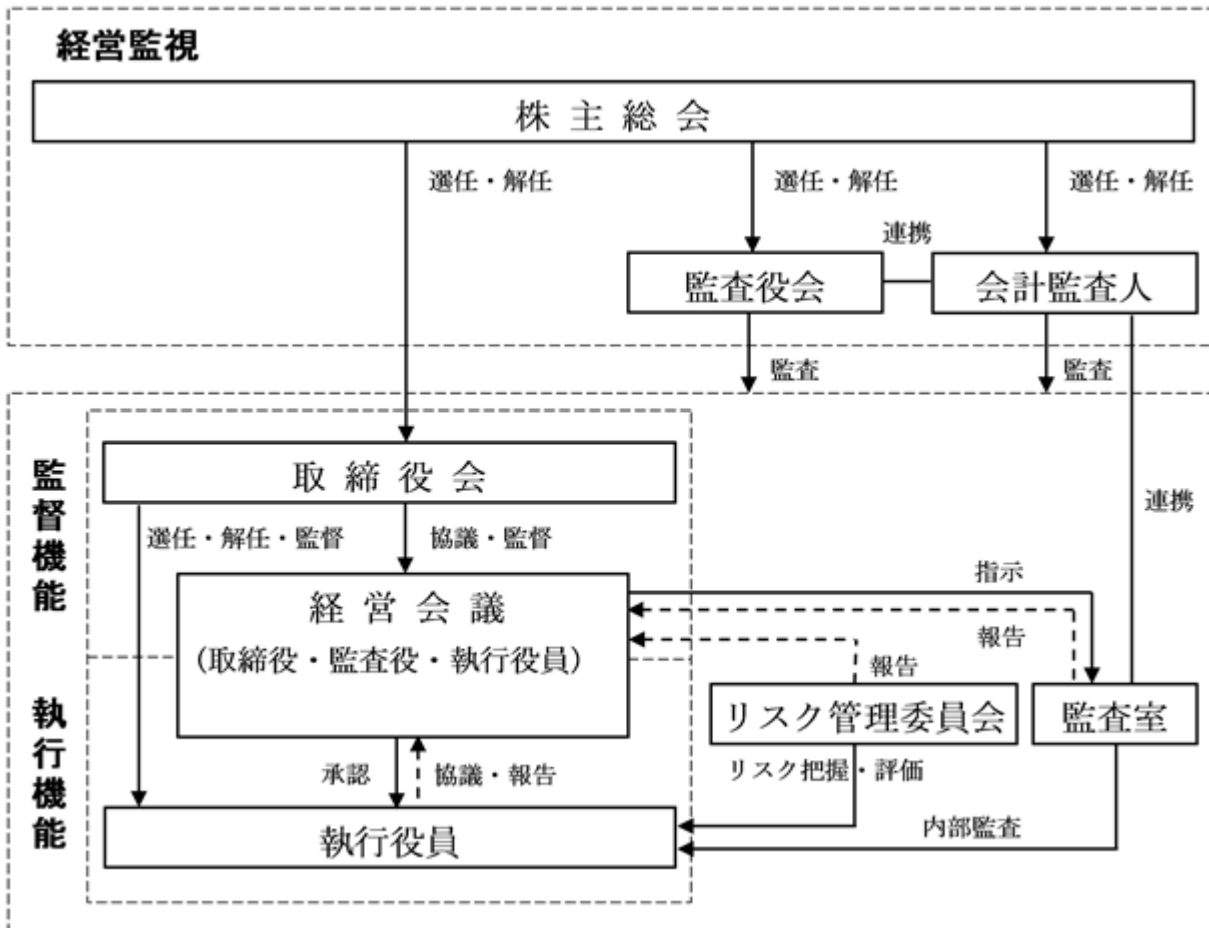 経営監視
株主総会
選任・解任
選任・解任
選任・解任
連携
監査役会
会計監査人
監査
監査
監督機能
取締役会
選任・解任・監督
協議・監督
連携
経営会議
(取締役・監査役・執行役員)
指示
報告
報告
執行機能
リスク管理委員会
監査室
承認
協議・報告
リスク把握・評価
執行役員
内部監査